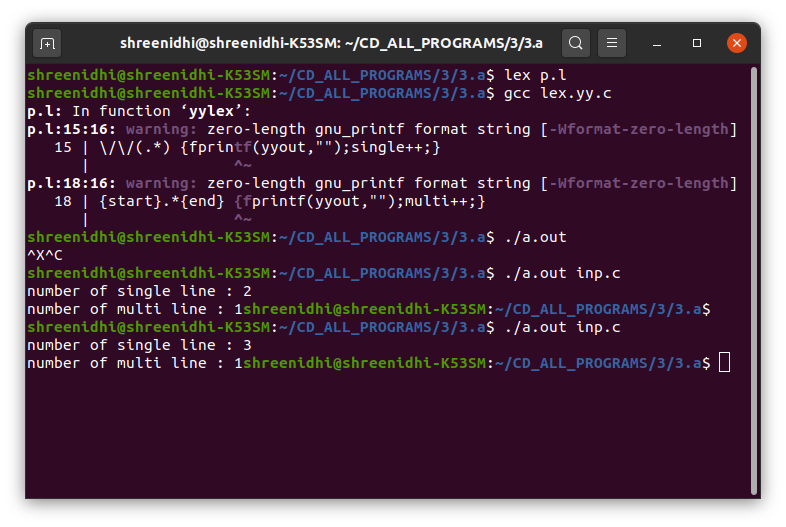 shreenidhi@shreenidhi-K53SM: ~/CD_ALL_PROGRAMS/3/3.a
shreenidhi@shreenidhi-K53SM:~/CD_ALL_PROGRAMS/3/3.a$ lex p.l
shreenidhi@shreenidhi-K53SM:~/CD_ALL_PROGRAMS/3/3.a$ gcc lex.yy.c
p.l: In function ‘yylex’:
p.l:15:16: warning: zero-length gnu_printf format string [-Wformat-zero-length]
   15 | \/\/(.*) {fprintf(yyout,"");single++;}
      |                ^~
p.l:18:16: warning: zero-length gnu_printf format string [-Wformat-zero-length]
   18 | {start}.*{end} {fprintf(yyout,"");multi++;}
      |                ^~
shreenidhi@shreenidhi-K53SM:~/CD_ALL_PROGRAMS/3/3.a$ ./a.out
^X^C
shreenidhi@shreenidhi-K53SM:~/CD_ALL_PROGRAMS/3/3.a$ ./a.out inp.c
number of single line : 2
number of multi line : 1shreenidhi@shreenidhi-K53SM:~/CD_ALL_PROGRAMS/3/3.a$
shreenidhi@shreenidhi-K53SM:~/CD_ALL_PROGRAMS/3/3.a$ ./a.out inp.c
number of single line : 3
number of multi line : 1shreenidhi@shreenidhi-K53SM:~/CD_ALL_PROGRAMS/3/3.a$